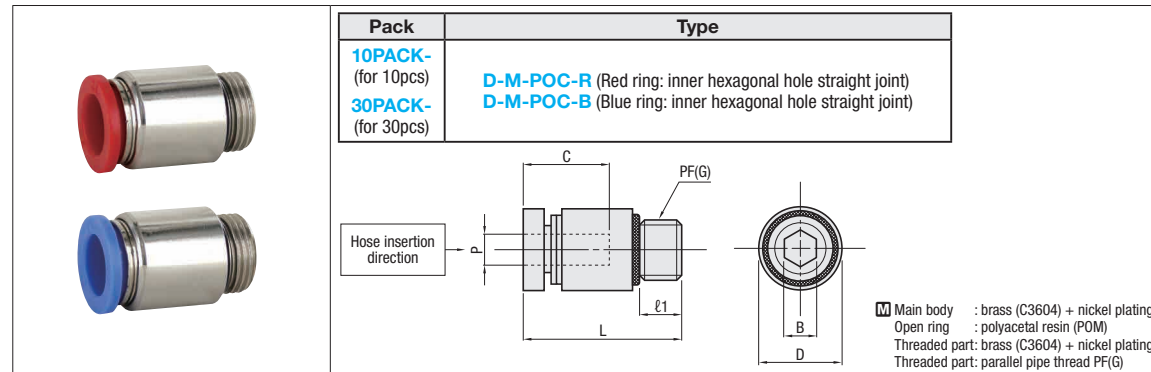 Pack Type
10PACK-
(for 10pcs)
30PACK-
(for 30pcs)
D-M-POC-R (Red ring: inner hexagonal hole straight joint)
D-M-POC-B (Blue ring: inner hexagonal hole straight joint)
C
PF(G)
Hose insertion
direction
P
ℓ1
L
B
D
M Main body : brass (C3604) + nickel plating
Open ring : polyacetal resin (POM)
Threaded part: brass (C3604) + nickel plating
Threaded part: parallel pipe thread PF(G)